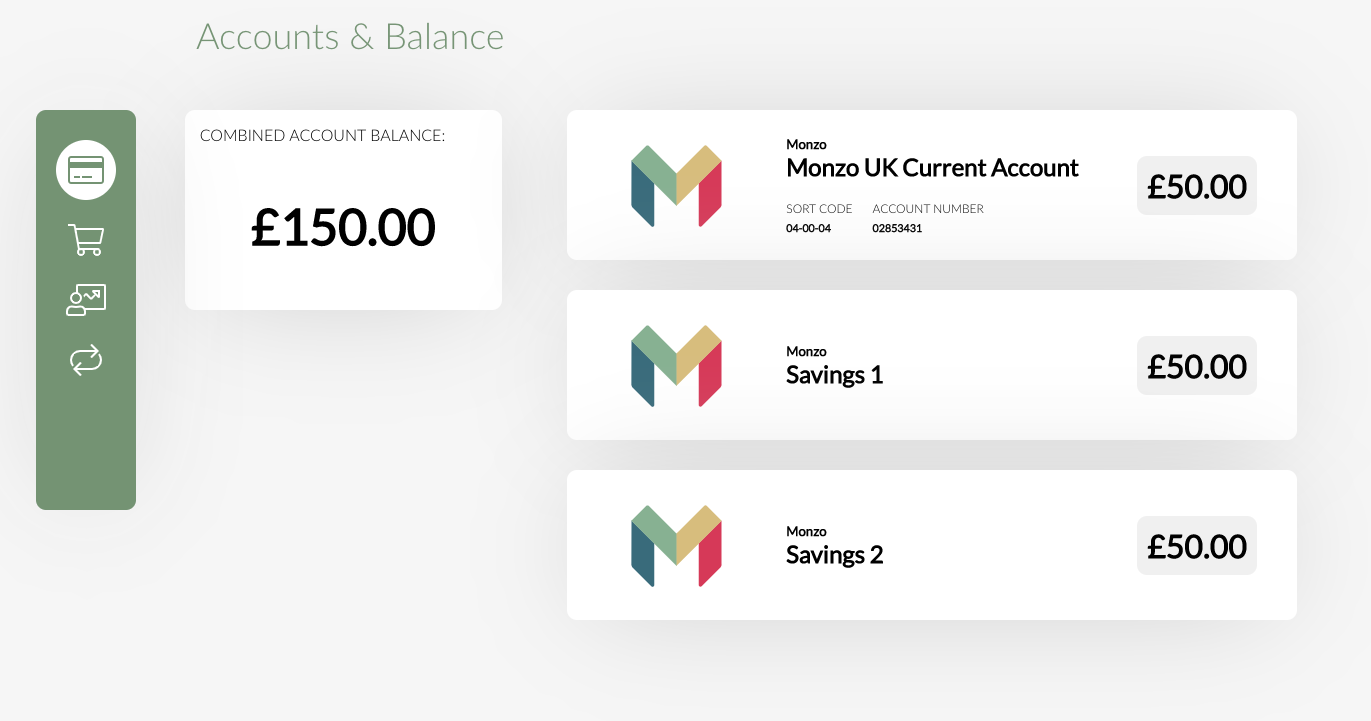 Accounts & Balance
COMBINED ACCOUNT BALANCE:
£150.00
Monzo
Monzo UK Current Account
SORT CODE ACCOUNT NUMBER
04-00-04 02853431
£50.00
Monzo
Savings 1
£50.00
Monzo
Savings 2
£50.00